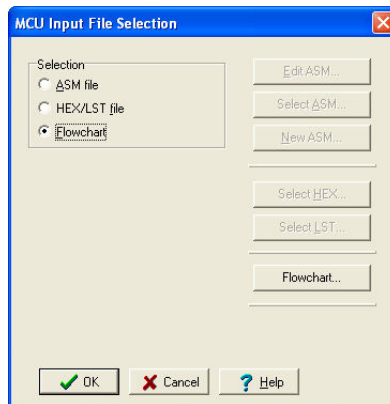 MCU Input File Selection
Selection
ASM file
HEX/LST file
Flowchart
Edit ASM...
Select ASM...
New ASM...
Select HEX...
Select LST...
Flowchart...
OK
Cancel
Help